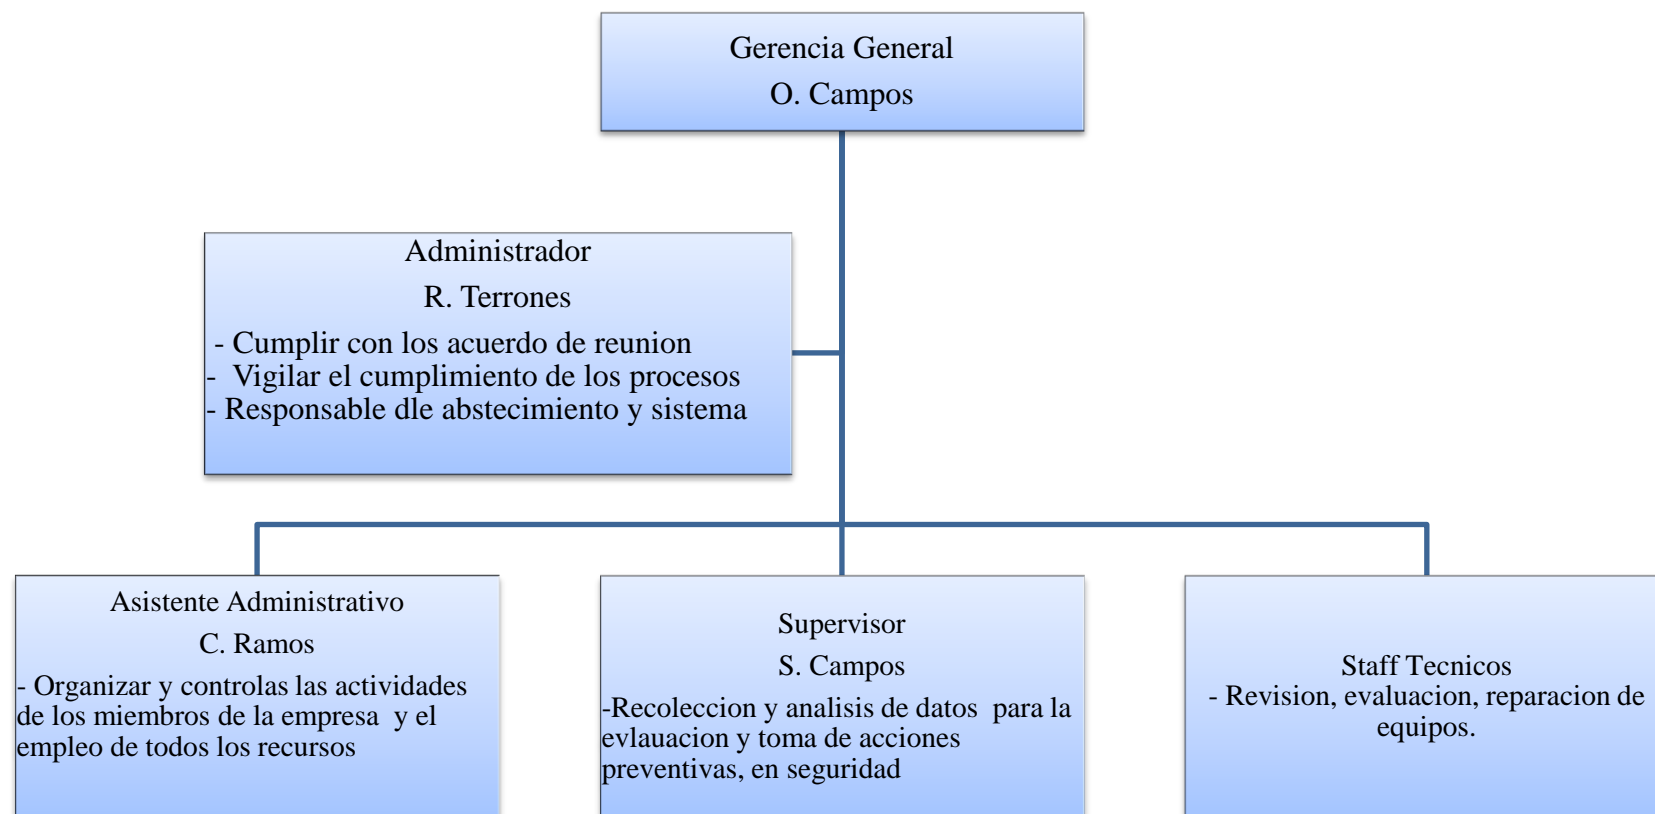 Gerencia General
O. Campos
Administrador
R. Terrones
- Cumplir con los acuerdo de reunion
- Vigilar el cumplimiento de los procesos
- Responsable dle abstecimiento y sistema
Asistente Administrativo
C. Ramos
- Organizar y controlas las actividades
de los miembros de la empresa y el
empleo de todos los recursos
Supervisor
S. Campos
-Recoleccion y analisis de datos para la
evlauacion y toma de acciones
preventivas, en seguridad
Staff Tecnicos
- Revision, evaluacion, reparacion de
equipos.